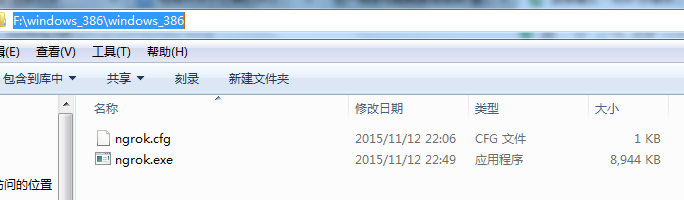 F:\windows_386\windows_386
(E) 查看(V) 工具(T) 帮助(H)
包含到库中 共享 刻录 新建文件夹
名称 修改日期 类型 大小
ngrok.cfg 2015/11/12 22:06 CFG 文件 1 KB
ngrok.exe 2015/11/12 22:49 应用程序 8,944 KB
访问的位置